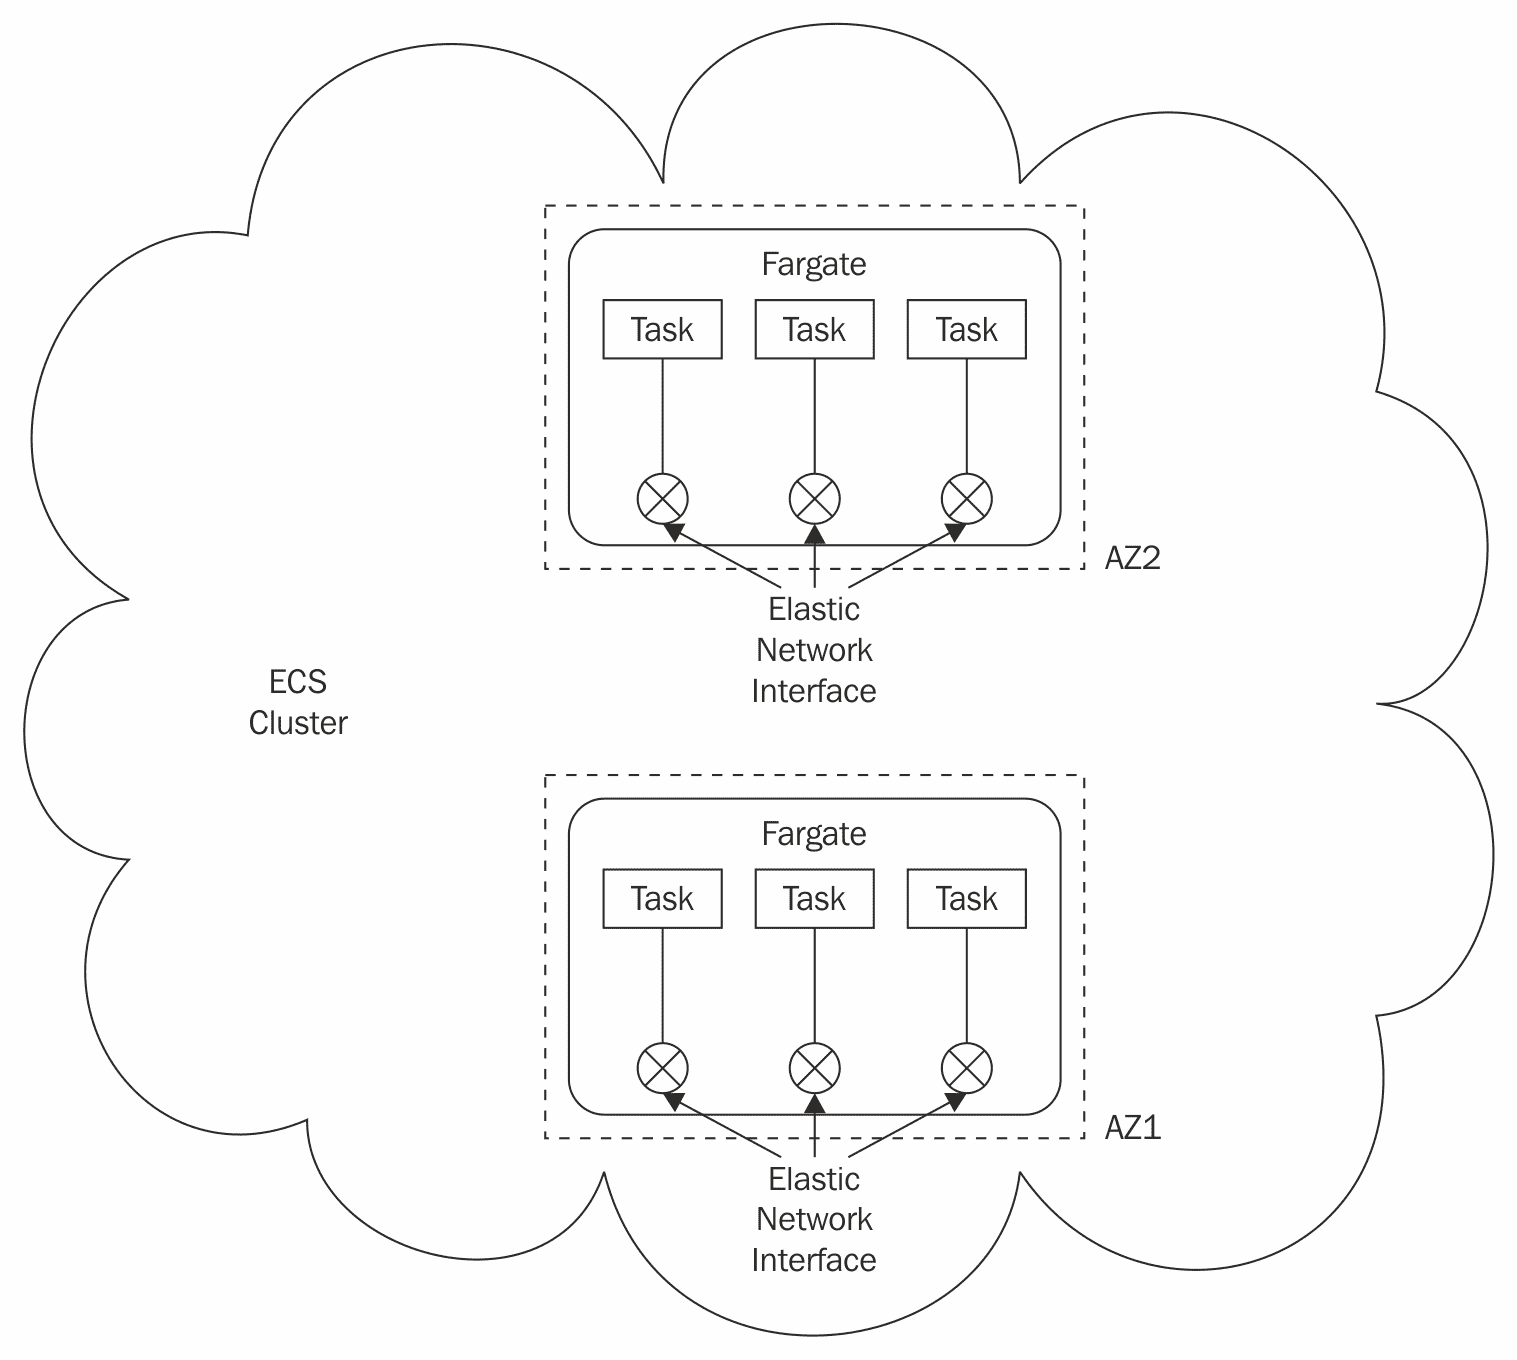 Fargate
Task Task Task
AZ2
Elastic
Network
Interface
ECS
Cluster
Fargate
Task Task Task
AZ1
Elastic
Network
Interface